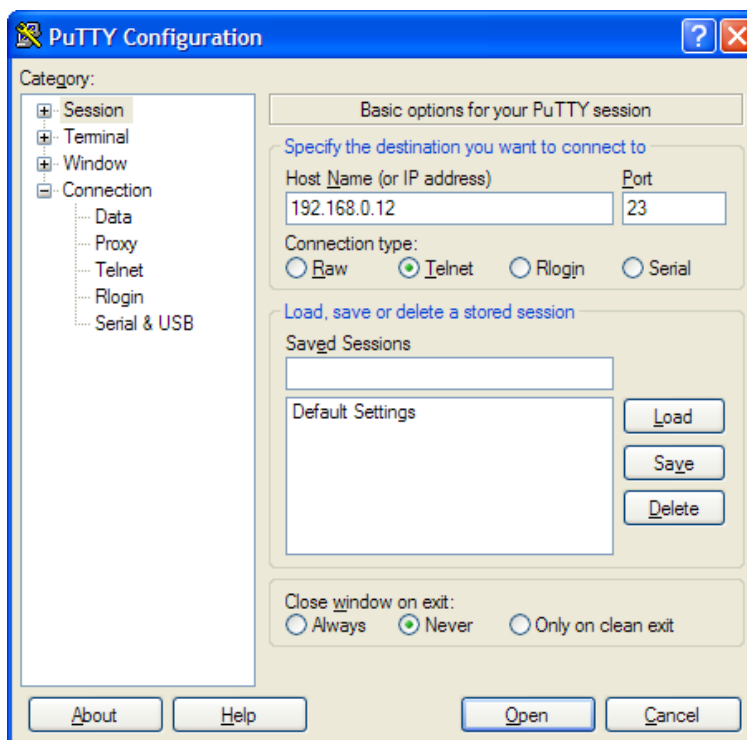 PuTTY Configuration
Category:
Session
Terminal
Window
Connection
Data
Proxy
Telnet
Rlogin
Serial & USB
Basic options for your PuTTY session
Specify the destination you want to connect to
Host Name (or IP address) Port
192.168.0.12 23
Connection type:
Raw Telnet Rlogin Serial
Load, save or delete a stored session
Saved Sessions
Default Settings
Load
Save
Delete
Close window on exit:
Always Never Only on clean exit
About Help Open Cancel